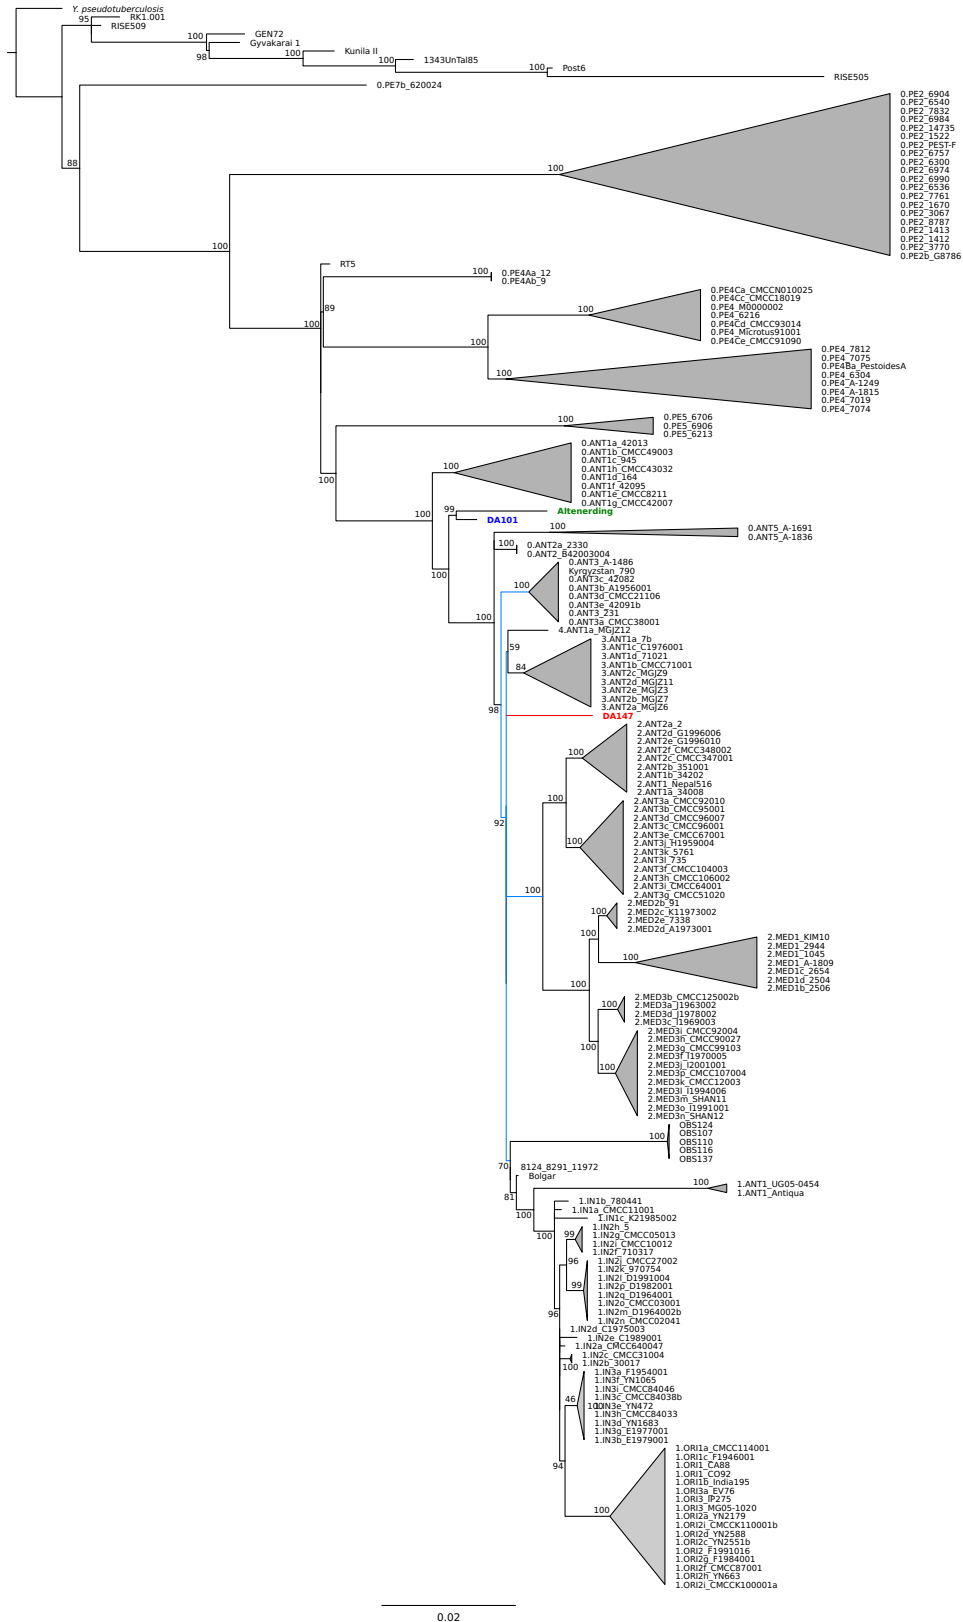 Y. pseudotuberculosis
95
RK1.001
RISE509
GEN72
100
Gyvakarai 1
98
Kunila II
100
1343UnTal85
100
Post6
100
RISE505
0.PE7b_620024
88
0.PE2_6904
0.PE2_6540
0.PE2_7832
0.PE2_6984
0.PE2_14735
0.PE2_1522
0.PE2_PEST-F
0.PE2_6757
0.PE2_6300
100
0.PE2_6974
0.PE2_6990
0.PE2_6536
0.PE2_7761
0.PE2_1670
0.PE2_3067
0.PE2_8787
0.PE2_1413
0.PE2_1412
0.PE2_3770
0.PE2b_G8786
100
RT5
100
0.PE4Aa_12
0.PE4Ab_9
89
100
0.PE4Ca_CMCCN010025
0.PE4Cc_CMCC18019
0.PE4_M0000002
100
0.PE4_6216
0.PE4Cd_CMCC93014
0.PE4_Microtus91001
0.PE4Ce_CMCC91090
100
0.PE4_7812
0.PE4_7075
0.PE4Ba_PestoidesA
100
0.PE4_6304
0.PE4_A-1249
0.PE4_A-1815
0.PE4_7019
0.PE4_7074
100
0.PE5_6706
0.PE5_6906
0.PE5_6213
100
0.ANT1a_42013
0.ANT1b_CMCC49003
0.ANT1c_945
100
0.ANT1h_CMCC43032
0.ANT1d_164
0.ANT1f_42095
0.ANT1e_CMCC8211
0.ANT1g_CMCC42007
100
99
Altenerding
DA101
100
100
0.ANT5_A-1691
0.ANT5_A-1836
100
0.ANT2a_2330
0.ANT2_B42003004
0.ANT3_A-1486
Kyrgyzstan_790
0.ANT3c_42082
100
0.ANT3b_A1956001
0.ANT3d_CMCC21106
0.ANT3e_42091b
0.ANT3_231
0.ANT3a_CMCC38001
100
4.ANT1a_MGJZ12
59
3.ANT1a_7b
3.ANT1c_C1976001
3.ANT1d_71021
3.ANT1b_CMCC71001
84
3.ANT2c_MGJZ9
3.ANT2d_MGJZ11
3.ANT2e_MGJZ3
3.ANT2b_MGJZ7
3.ANT2a_MGJZ6
98
DA147
2.ANT2a_2
2.ANT2d_G1996006
2.ANT2e_G1996010
2.ANT2f_CMCC348002
100
2.ANT2c_CMCC347001
2.ANT2b_351001
2.ANT1b_34202
2.ANT1_Nepal516
2.ANT1a_34008
100
2.ANT3a_CMCC92010
2.ANT3b_CMCC95001
2.ANT3d_CMCC96007
2.ANT3c_CMCC96001
92
2.ANT3e_CMCC67001
100
2.ANT3j_H1959004
2.ANT3k_5761
2.ANT3l_735
2.ANT3f_CMCC104003
2.ANT3h_CMCC106002
2.ANT3i_CMCC64001
2.ANT3g_CMCC51020
100
2.MED2b_91
100
2.MED2c_K11973002
2.MED2e_7338
2.MED2d_A1973001
100
2.MED1_KIM10
2.MED1_2944
2.MED1_1045
100
2.MED1_A-1809
2.MED1c_2654
2.MED1d_2504
2.MED1b_2506
100
2.MED3b_CMCC125002b
100
2.MED3a_J1963002
2.MED3d_J1978002
2.MED3c_I1969003
2.MED3i_CMCC92004
2.MED3h_CMCC90027
100
2.MED3g_CMCC99103
2.MED3f_I1970005
2.MED3j_I2001001
100
2.MED3p_CMCC107004
2.MED3k_CMCC12003
2.MED3l_I1994006
2.MED3m_SHAN11
2.MED3o_I1991001
2.MED3n_SHAN12
OBS124
OBS107
100
OBS110
OBS116
OBS137
70
8124_8291_11972
Bolgar
81
100
1.ANT1_UG05-0454
1.ANT1_Antiqua
100
1.IN1b_780441
1.IN1a_CMCC11001
1.IN1c_K21985002
100
1.IN2h_5
99
1.IN2g_CMCC05013
1.IN2i_CMCC10012
1.IN2f_710317
96
1.IN2j_CMCC27002
1.IN2k_970754
1.IN2l_D1991004
99
1.IN2p_D1982001
1.IN2q_D1964001
1.IN2o_CMCC03001
1.IN2m_D1964002b
1.IN2n_CMCC02041
96
1.IN2d_C1975003
1.IN2e_C1989001
1.IN2a_CMCC640047
1.IN2c_CMCC31004
1.IN2b_30017
100
1.IN3a_F1954001
1.IN3f_YN1065
1.IN3i_CMCC84046
1.IN3c_CMCC84038b
46
100
1.IN3e_YN472
1.IN3h_CMCC84033
1.IN3d_YN1683
1.IN3g_E1977001
1.IN3b_E1979001
94
1.ORI1a_CMCC114001
1.ORI1c_F1946001
1.ORI1_CA88
1.ORI1_CO92
1.ORI1b_India195
1.ORI3a_EV76
1.ORI3_IP275
1.ORI3_MG05-1020
100
1.ORI2a_YN2179
1.ORI2i_CMCCK110001b
1.ORI2d_YN2588
1.ORI2c_YN2551b
1.ORI2_F1991016
1.ORI2g_F1984001
1.ORI2f_CMCC87001
1.ORI2h_YN663
1.ORI2i_CMCCK100001a
0.02